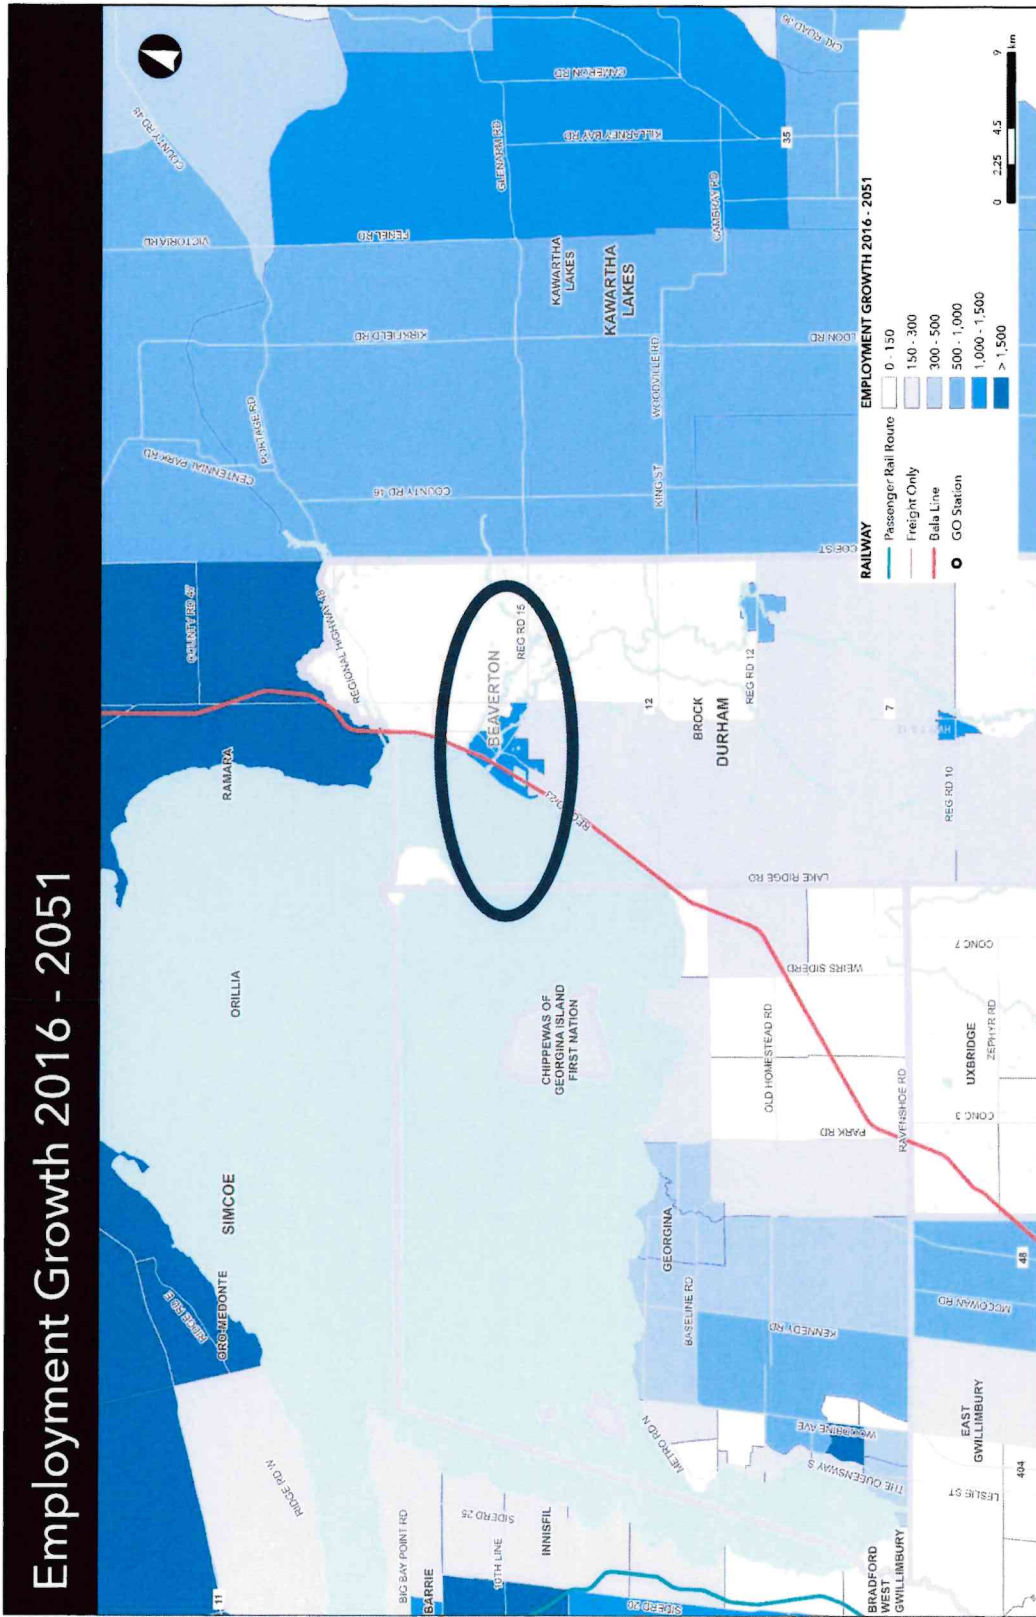 Employment Growth 2016 - 2051
COUNTY RD 48
VICTORIA RD
CENTENNIAL PARK RD
PORTAGE RD
COUNTY RD 47
RAMARA
ORILLIA
SIMCOE
ORO-MEDONTE
RIDGE RD E
11
RIDGE RD W
FENEL RD
KIRKFIELD RD
COUNTY RD 46
REGIONAL HIGHWAY 48
BIG BAY POINT RD
BARRIE
CAMERON RD
GLENARM RD
KILLARNEY BAY RD
BEAVERTON
REG RD 15
10TH LINE
SIDERD 25
INNISFIL
KAWARTHA
LAKES
KAWARTHA
LAKES
CHIPPEWAS OF
GEORGINA ISLAND
FIRST NATION
WOODVILLE RD
KING ST
12
METRO RD N
GEORGINA
BASELINE RD
SIDERD 20
CAMBRAY RD
BROCK
DURHAM
REG RD 12
35
CKL ROAD 36
LAKE RIDGE RD
WEIRS SIDERD
OLD HOMESTEAD RD
PARK RD
KENNEDY RD
WOODBINE AVE
THE QUEENSWAY S
7
RAVENSHOE RD
REG RD 10
BRADFORD
WEST
GWILLIMBURY
CONC 7
UXBRIDGE
ZEPHYR RD
CONC 3
MCCOWAN RD
EAST
GWILLIMBURY
LESLIE ST
404
48
RAILWAY
Passenger Rail Route
Freight Only
Bala Line
GO Station
EMPLOYMENT GROWTH 2016 - 2051
0 - 150
150 - 300
300 - 500
500 - 1,000
1,000 - 1,500
> 1,500
0 2.25 4.5 9
km